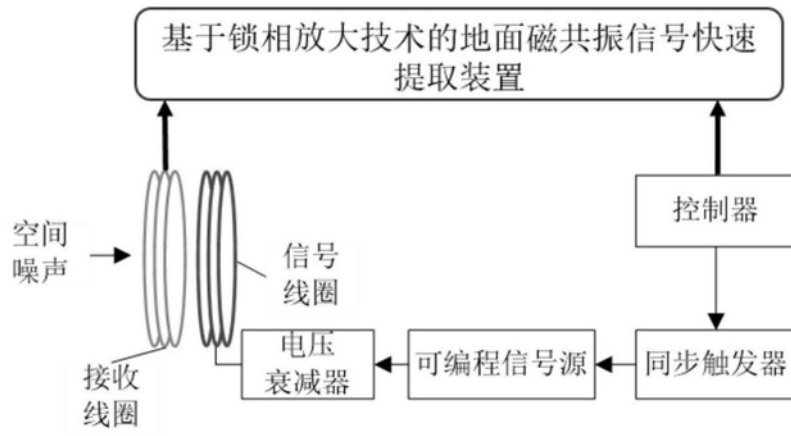 基于锁相放大技术的地面磁共振信号快速
提取装置
控制器
空间
噪声
信号
线圈
接收
线圈
电压
衰减器
可编程信号源
同步触发器